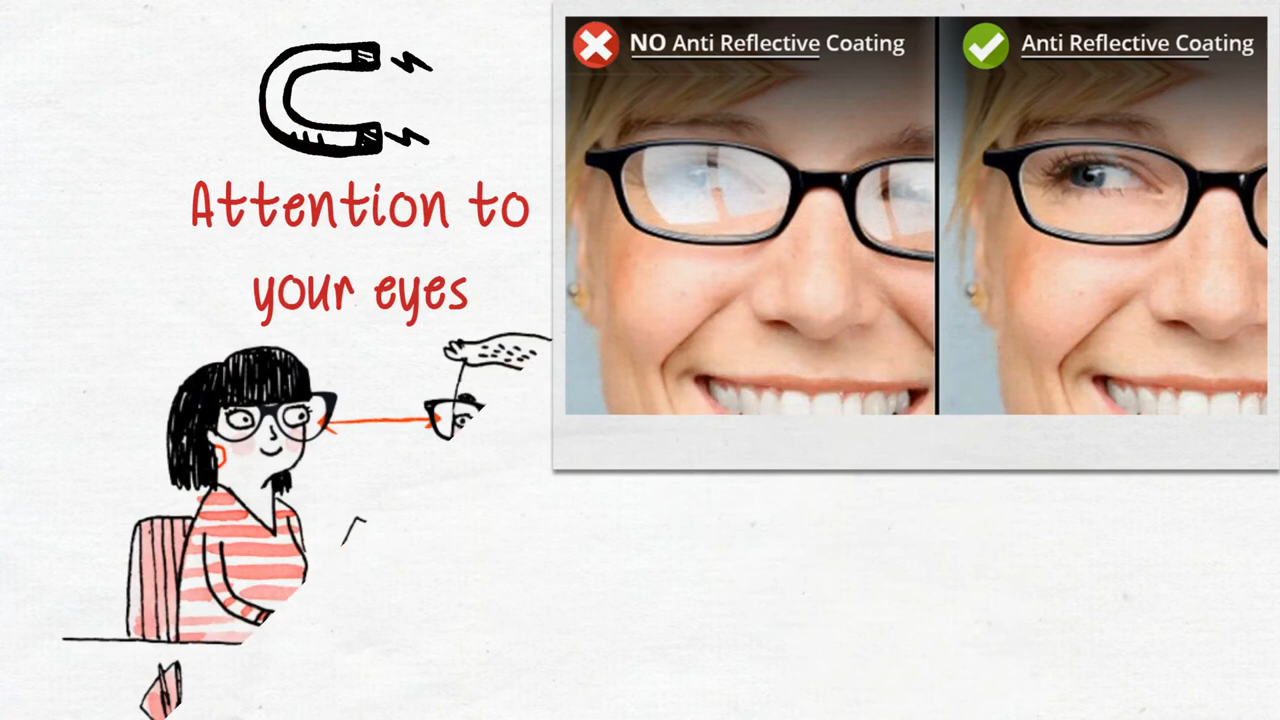 Attention to
your eyes
NO Anti Reflective Coating
Anti Reflective Coating